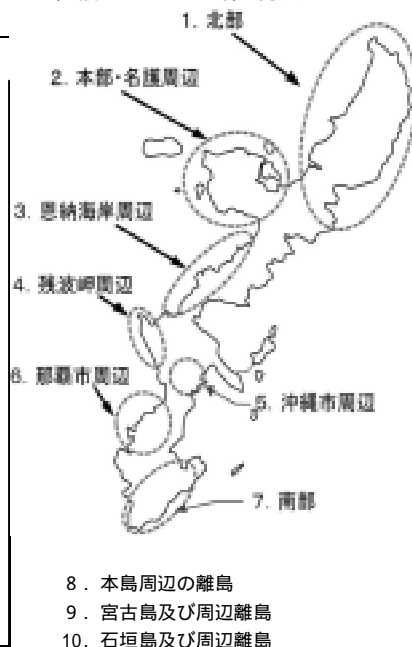 1. 北部
2. 本部・名護周辺
3. 恩納海岸周辺
4. 残波岬周辺
6. 那覇市周辺
5. 沖縄市周辺
7. 南部
8．本島周辺の離島
9．宮古島及び周辺離島
10．石垣島及び周辺離島